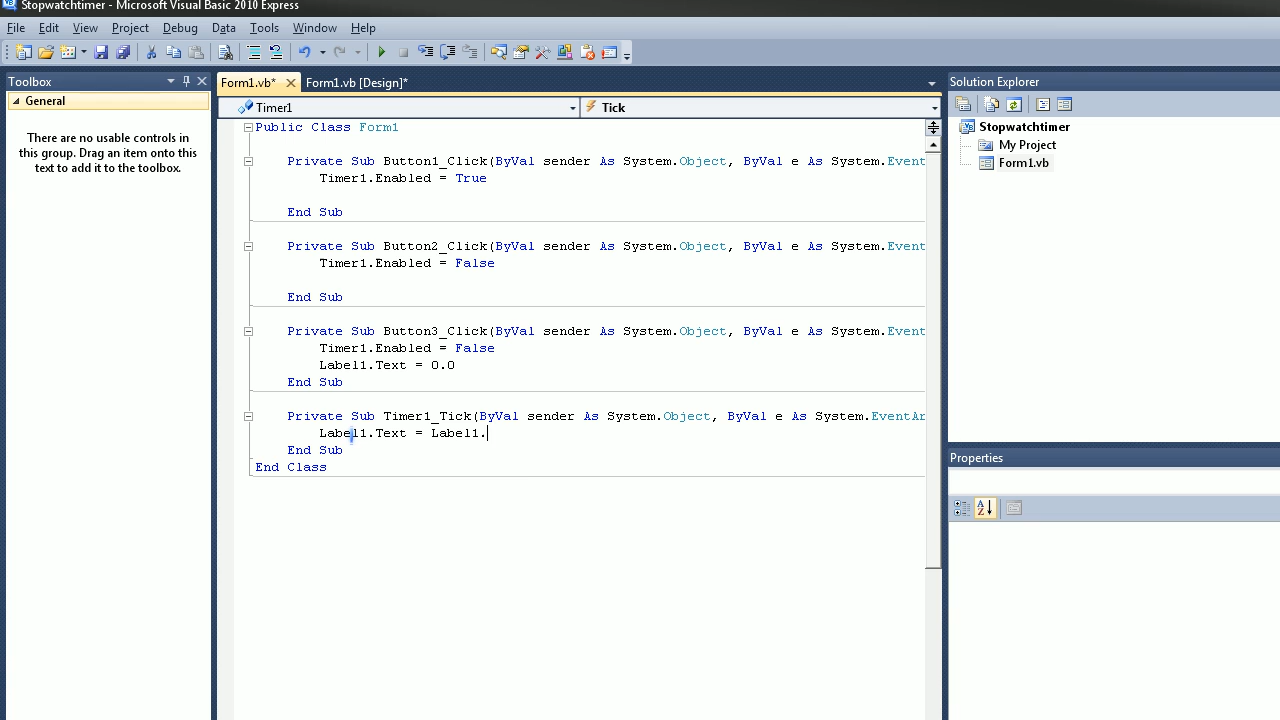 Stopwatchtimer - Microsoft Visual Basic 2010 Express
File Edit View Project Debug Data Tools Window Help
Toolbox
Form1.vb* Form1.vb [Design]*
Solution Explorer
General
There are no usable controls in
this group. Drag an item onto this
text to add it to the toolbox.
Timer1 Tick
Public Class Form1
Private Sub Button1_Click(ByVal sender As System.Object, ByVal e As System.Event
Timer1.Enabled = True
End Sub
Private Sub Button2_Click(ByVal sender As System.Object, ByVal e As System.Event
Timer1.Enabled = False
End Sub
Private Sub Button3_Click(ByVal sender As System.Object, ByVal e As System.Event
Timer1.Enabled = False
Label1.Text = 0.0
End Sub
Private Sub Timer1_Tick(ByVal sender As System.Object, ByVal e As System.EventAr
Label1.Text = Label1.
End Sub
End Class
Stopwatchtimer
My Project
Form1.vb
Properties